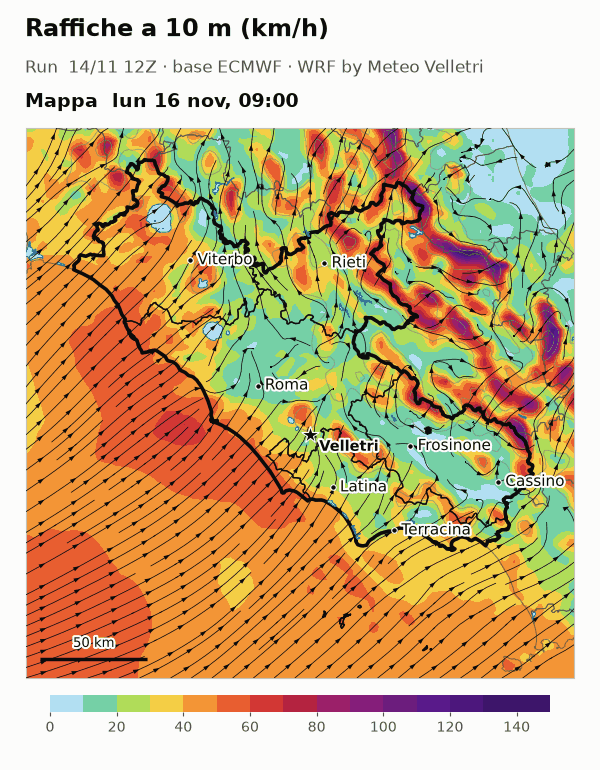 Raffiche a 10 m (km/h)
Run 14/11 12Z · base ECMWF · WRF by Meteo Velletri
Mappa lun 16 nov, 09:00
Viterbo
Rieti
Roma
Velletri
Frosinone
Latina
Cassino
Terracina
50 km
0 20 40 60 80 100 120 140